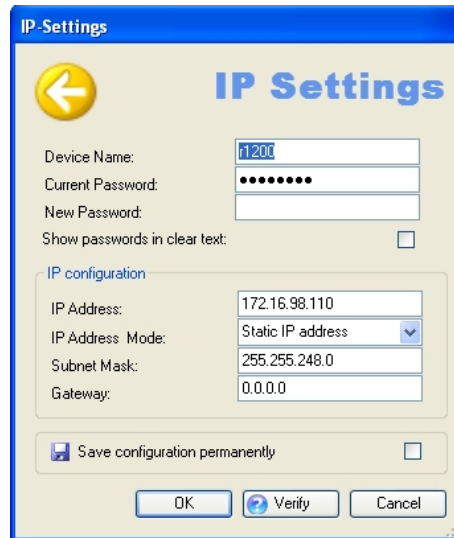 IP-Settings
IP Settings
Device Name: r1200
Current Password: ●●●●●●●●
New Password:
Show passwords in clear text:
IP configuration
IP Address: 172.16.98.110
IP Address Mode: Static IP address
Subnet Mask: 255.255.248.0
Gateway: 0.0.0.0
Save configuration permanently
OK Verify Cancel